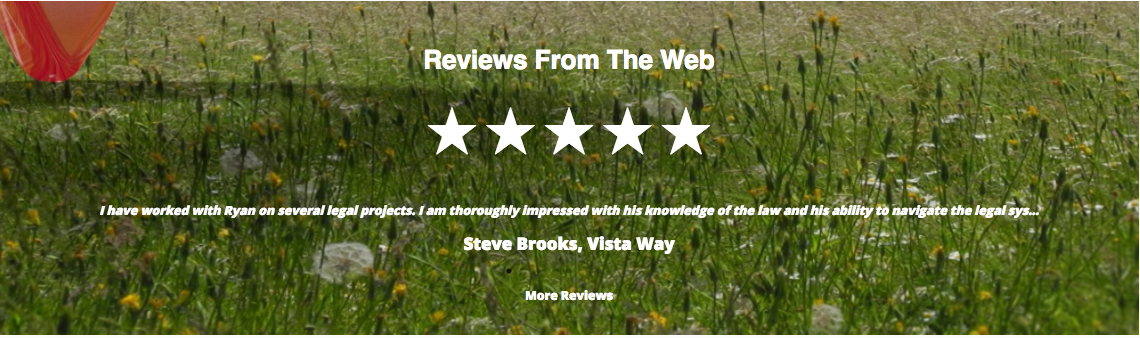 Reviews From The Web
★★★★★
I have worked with Ryan on several legal projects. I am thoroughly impressed with his knowledge of the law and his ability to navigate the legal sys...
Steve Brooks, Vista Way
More Reviews